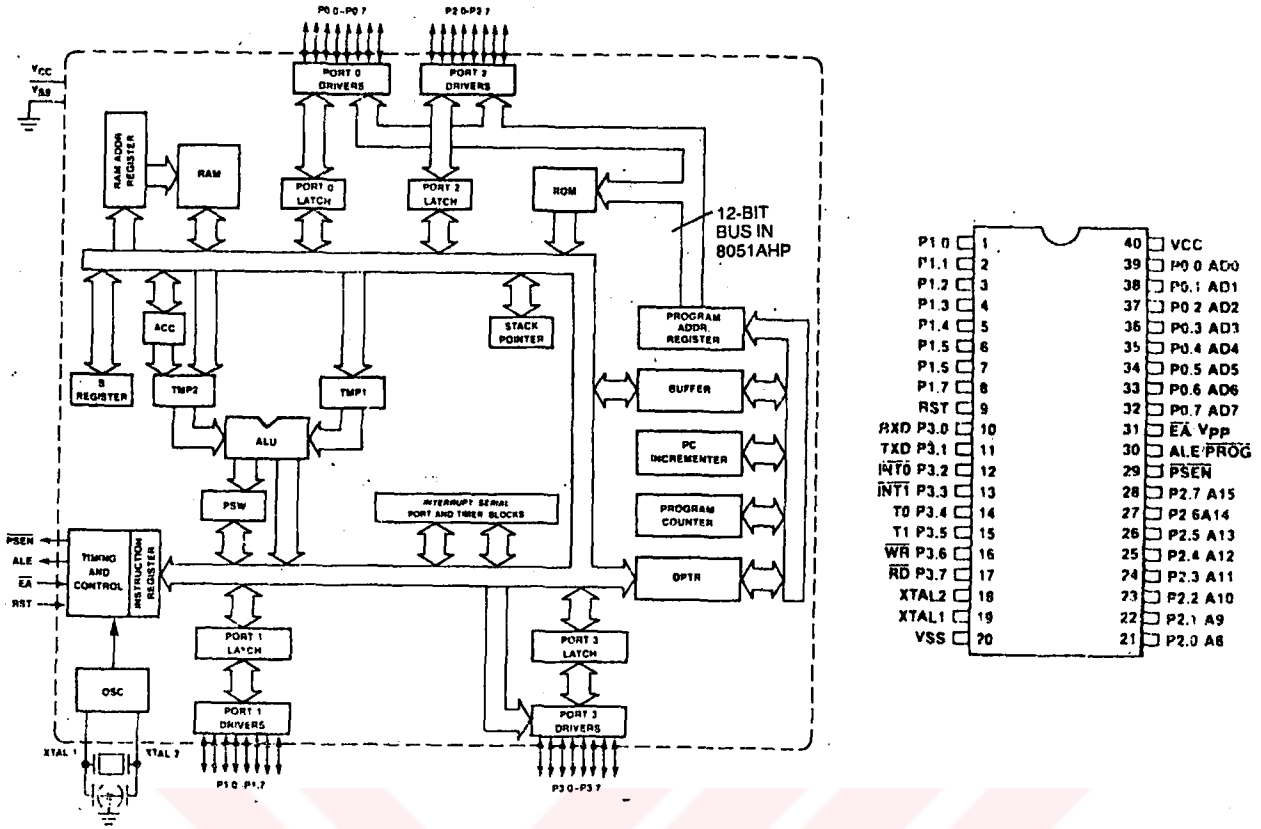 P0.0-P0.7
P2.0-P2.7
VCC
VSS
PORT 0
DRIVERS
PORT 2
DRIVERS
RAM ADDR
REGISTER
RAM
PORT 0
LATCH
PORT 2
LATCH
ROM
12-BIT
BUS IN
8051AHP
B
REGISTER
ACC
TMP2
TMP1
ALU
STACK
POINTER
PROGRAM
ADDR.
REGISTER
BUFFER
PC
INCREMENTER
PROGRAM
COUNTER
DPTR
PSW
INTERRUPT SERIAL
PORT AND TIMER BLOCKS
PSEN
ALE
EA
RST
TIMING
AND
CONTROL
INSTRUCTION
REGISTER
OSC
XTAL 1
XTAL 2
PORT 1
LATCH
PORT 1
DRIVERS
P1.0-P1.7
PORT 3
LATCH
PORT 3
DRIVERS
P3.0-P3.7
P1.0 1 40 VCC
P1.1 2 39 P0.0 AD0
P1.2 3 38 P0.1 AD1
P1.3 4 37 P0.2 AD2
P1.4 5 36 P0.3 AD3
P1.5 6 35 P0.4 AD4
P1.5 7 34 P0.5 AD5
P1.7 8 33 P0.6 AD6
RST 9 32 P0.7 AD7
RXD P3.0 10 31 EA VPP
TXD P3.1 11 30 ALE/PROG
INT0 P3.2 12 29 PSEN
INT1 P3.3 13 28 P2.7 A15
T0 P3.4 14 27 P2.6A14
T1 P3.5 15 26 P2.5 A13
WR P3.6 16 25 P2.4 A12
RD P3.7 17 24 P2.3 A11
XTAL2 18 23 P2.2 A10
XTAL1 19 22 P2.1 A9
VSS 20 21 P2.0 A8